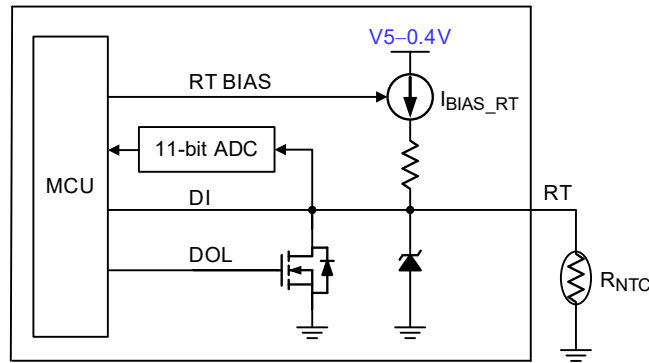 V5–0.4V
RT BIAS
I_BIAS_RT
11-bit ADC
MCU
DI
RT
DOL
R_NTC